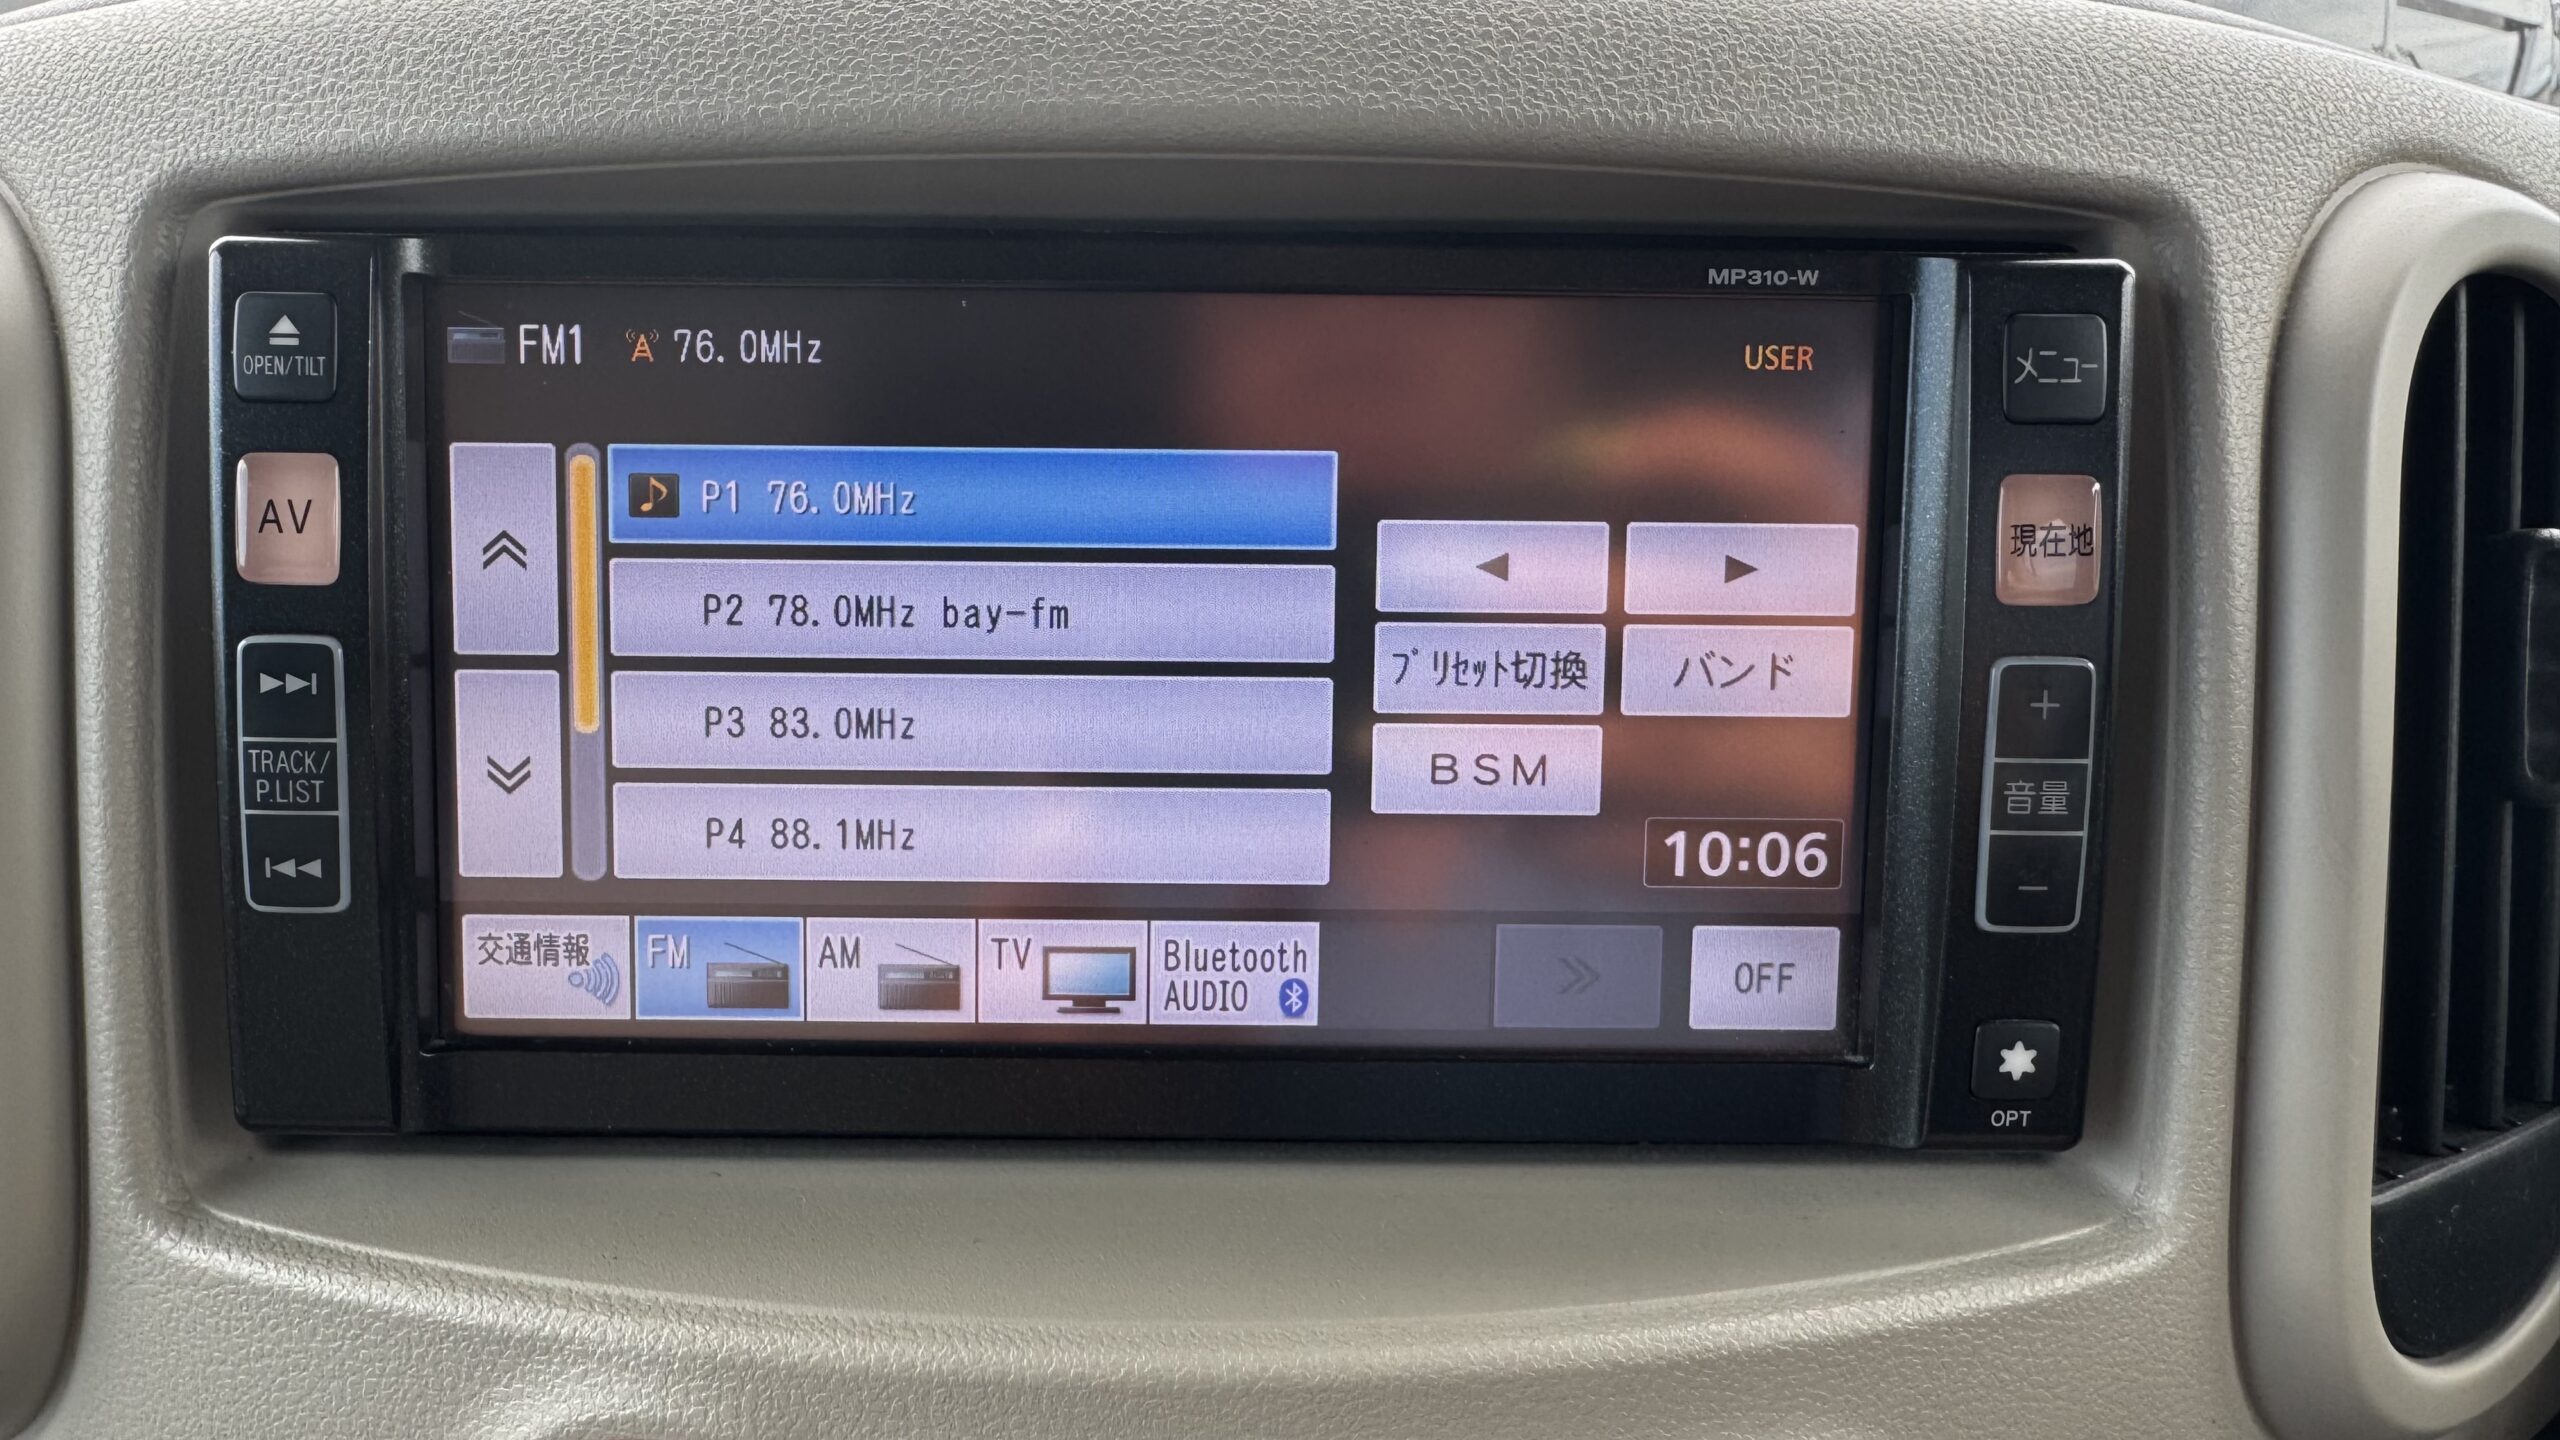 MP310-W
OPEN/TILT
AV
TRACK/
P.LIST
FM1 76.0MHz
USER
P1 76.0MHz
P2 78.0MHz bay-fm
P3 83.0MHz
P4 88.1MHz
プリセット切換
バンド
BSM
10:06
交通情報
FM
AM
TV
Bluetooth
AUDIO
OFF
メニュー
現在地
+
音量
−
OPT